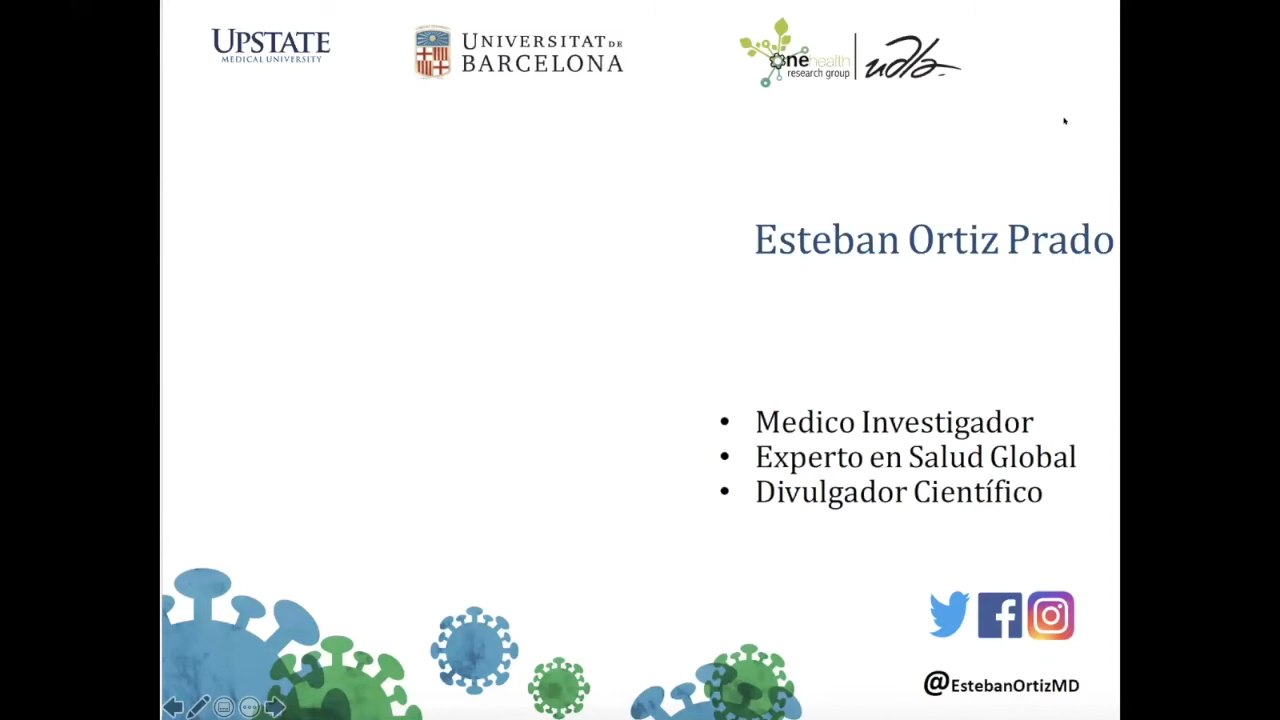 UPSTATE
MEDICAL UNIVERSITY
UNIVERSITAT DE
BARCELONA
One health
research group
udla
Esteban Ortiz Prado
• Medico Investigador
• Experto en Salud Global
• Divulgador Científico
@EstebanOrtizMD